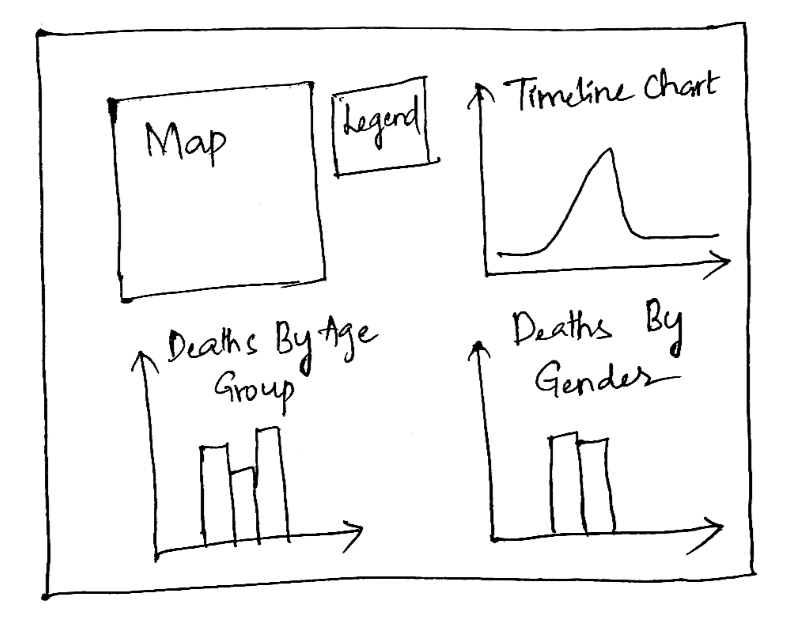 Map
Legend
Timeline Chart
Deaths By Age
Group
Deaths By
Gender